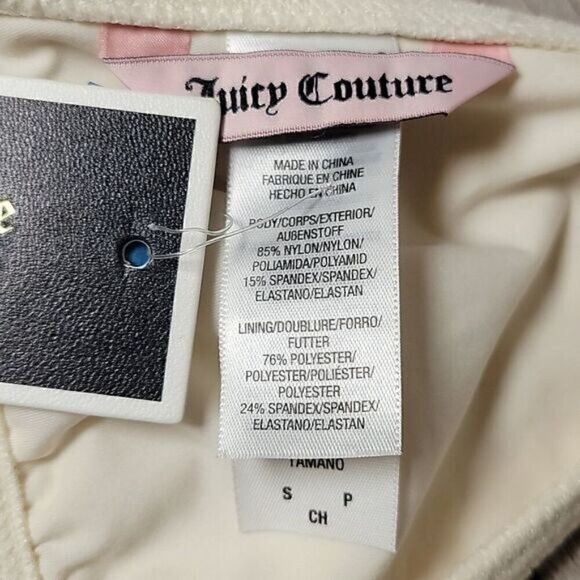 Juicy Couture
MADE IN CHINA
FABRIQUE EN CHINE
HECHO EN CHINA
BODY/CORPS/EXTERIOR/
AUßENSTOFF
85% NYLON/NYLON/
POLIAMIDA/POLYAMID
15% SPANDEX/SPANDEX/
ELASTANO/ELASTAN
LINING/DOUBLURE/FORRO/
FUTTER
76% POLYESTER/
POLYESTER/POLIÉSTER/
POLYESTER
24% SPANDEX/SPANDEX/
ELASTANO/ELASTAN
TAMANO
S P
CH
e